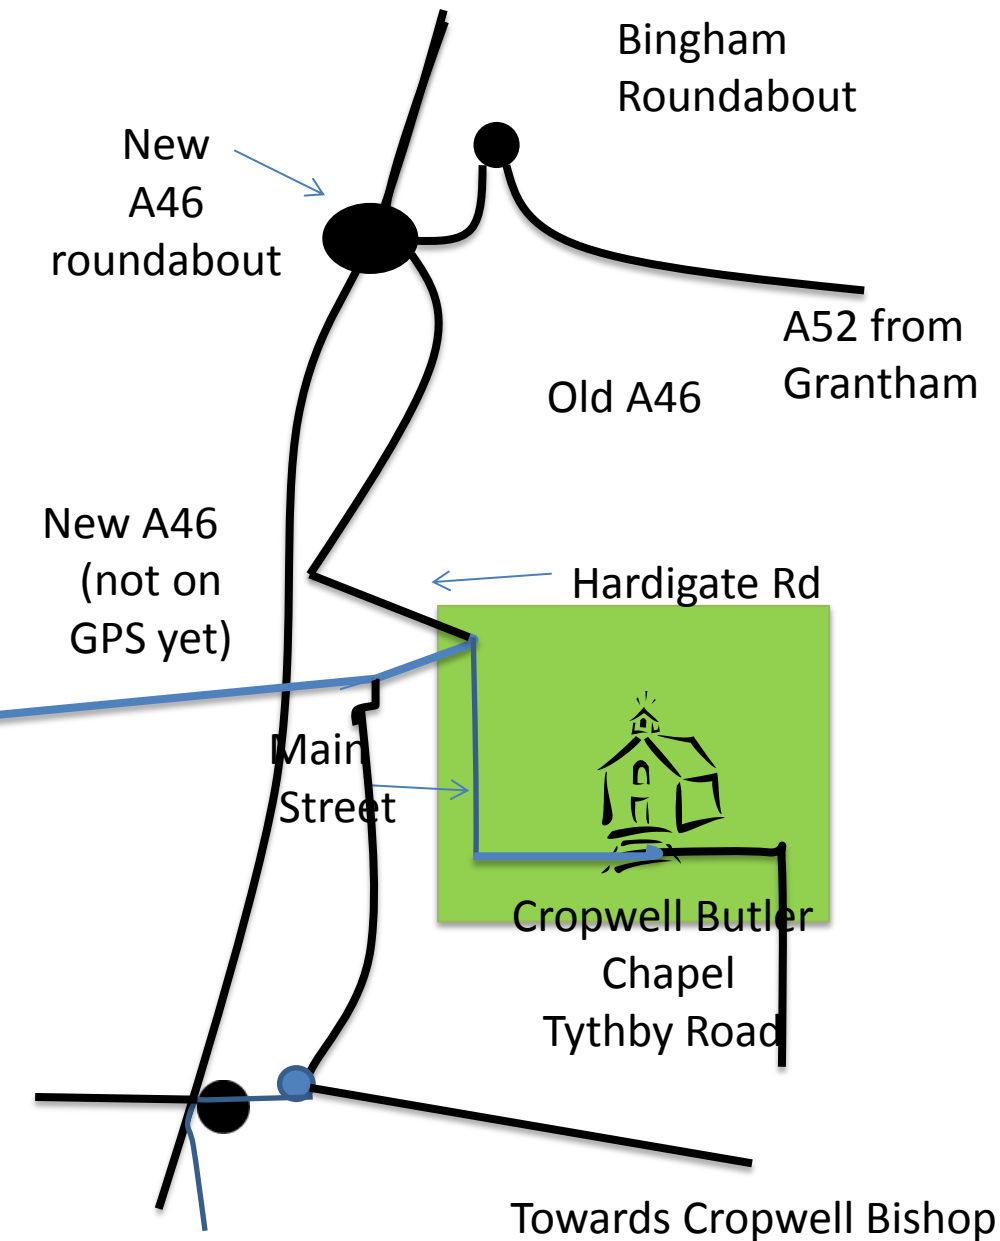 Bingham
Roundabout
New
A46
roundabout
A52 from
Grantham
Old A46
New A46
(not on
GPS yet)
Hardigate Rd
Main
Street
Cropwell Butler
Chapel
Tythby Road
Towards Cropwell Bishop